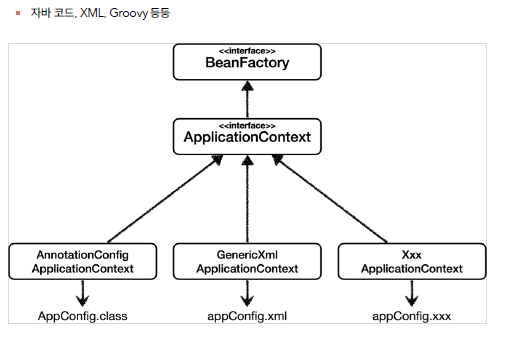 자바 코드, XML, Groovy 등등
<<interface>>
BeanFactory
<<interface>>
ApplicationContext
AnnotationConfig
ApplicationContext
GenericXml
ApplicationContext
Xxx
ApplicationContext
AppConfig.class
appConfig.xml
appConfig.xxx